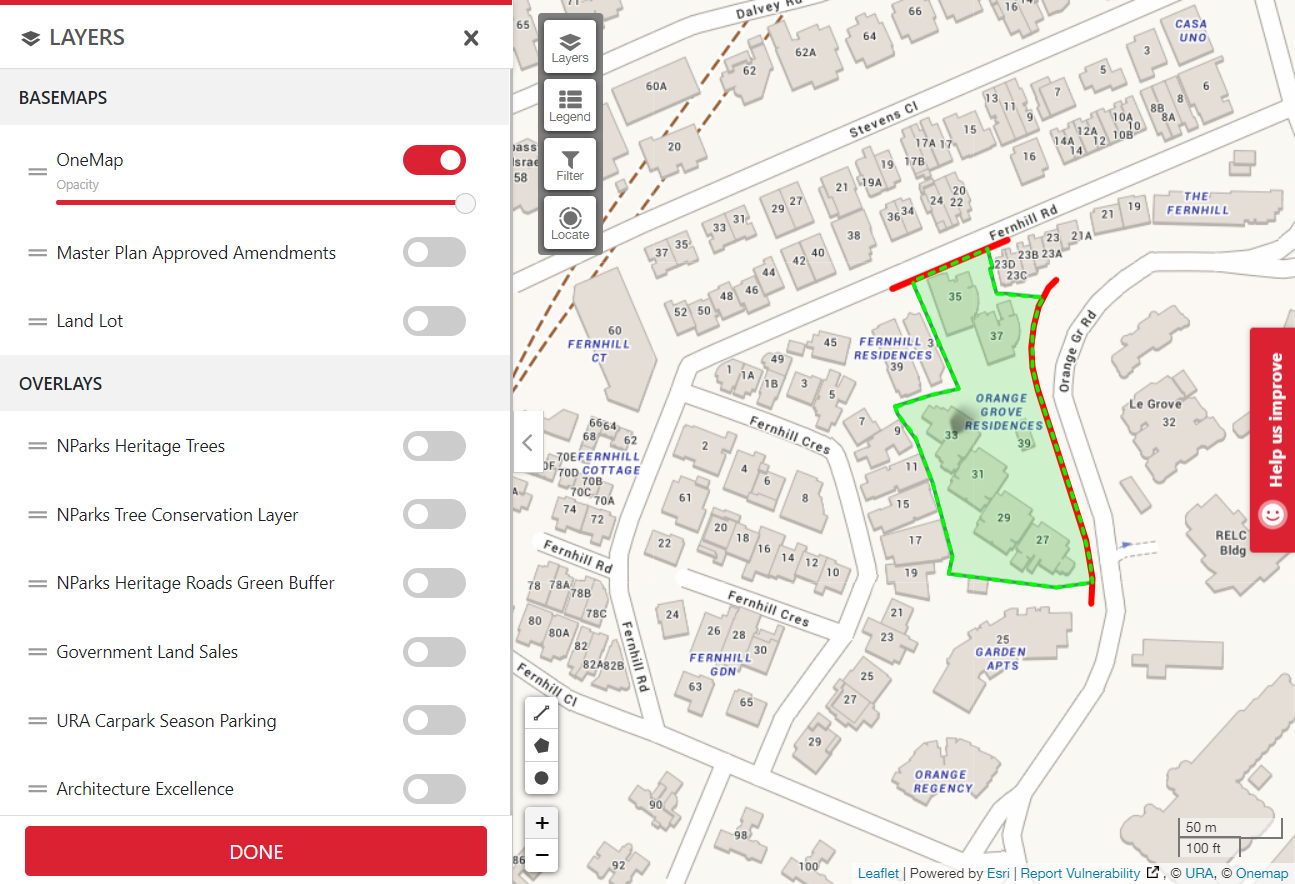 LAYERS
BASEMAPS
OneMap
Opacity
Master Plan Approved Amendments
Land Lot
OVERLAYS
NParks Heritage Trees
NParks Tree Conservation Layer
NParks Heritage Roads Green Buffer
Government Land Sales
URA Carpark Season Parking
Architecture Excellence
DONE
Layers
Legend
Filter
Locate
65
71
Dalvey Rd
66
16
64
62A
62
60A
CASA
UNO
3
5
7
6
8
8B
8A
10A
10
10B
12A
12
14A
14
13
11
9
Stevens Cl
15
17A
17
17B
16
20
58
19
19A
21
20
22
24
27
29
34
36
31
33
35
37
38
40
42
44
46
48
50
52
Fernhill Rd
THE
FERNHILL
19
21
21A
23
23A
23B
23C
23D
60
FERNHILL
CT
35
37
45
FERNHILL
RESIDENCES
3
39
49
1
1A
1B
3
5
7
9
11
15
17
19
ORANGE
GROVE
RESIDENCES
33
39
31
29
27
Orange Gr Rd
Le Grove
32
RELC
Bldg
Help us improve
Fernhill Cres
2
4
6
8
61
20
18
16
14
12
10
22
66
64
68
62
70E
FERNHILL
COTTAGE
70D
70B
70C
70A
74
72
Fernhill Rd
78
78A
78B
78C
80
80A
82
82A
82B
Fernhill Rd
Fernhill Cl
Fernhill Cres
24
26
28
30
FERNHILL
GDN
63
65
21
23
25
27
29
25
GARDEN
APTS
ORANGE
REGENCY
90
98
92
100
86
+
−
50 m
100 ft
Leaflet | Powered by Esri | Report Vulnerability , © URA, © Onemap